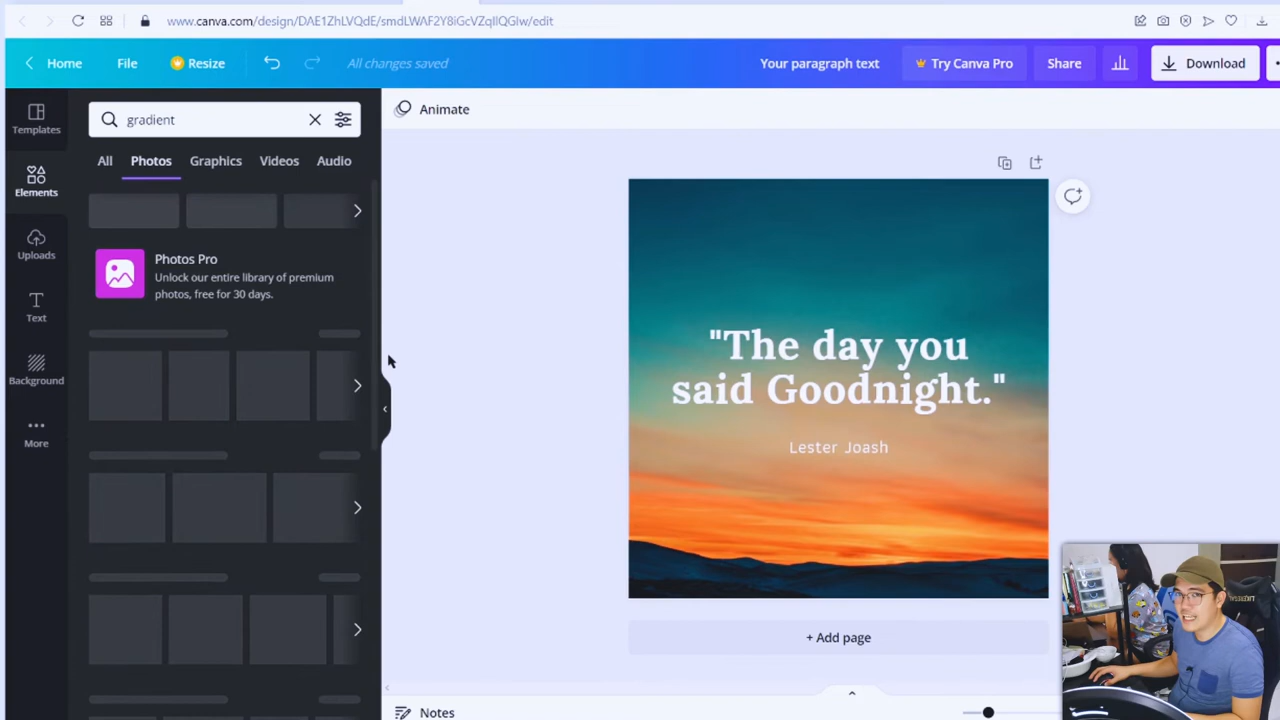 www.canva.com/design/DAE1ZhLVQdE/smdLWAF2Y8iGcVZqIlQGIw/edit
Home
File
Resize
All changes saved
Your paragraph text
Try Canva Pro
Share
Download
Templates
Elements
Uploads
Text
Background
More
gradient
All
Photos
Graphics
Videos
Audio
Photos Pro
Unlock our entire library of premium
photos, free for 30 days.
Animate
"The day you
said Goodnight."
Lester Joash
+ Add page
Notes